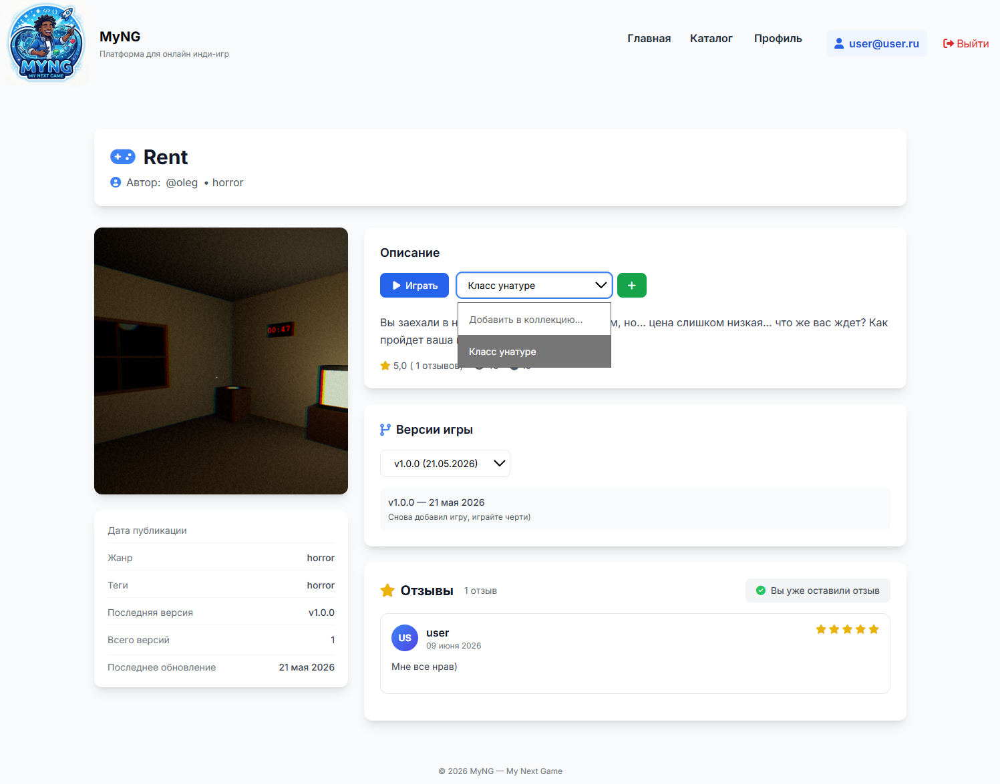 MYNG
MY NEXT GAME
MyNG
Платформа для онлайн инди-игр
Главная
Каталог
Профиль
user@user.ru
Выйти
Rent
Автор: @oleg • horror
00:47
Описание
Играть
Класс унатуре
+
Добавить в коллекцию...
Класс унатуре
Вы заехали в м, но... цена слишком низкая... что же вас ждет? Как
пройдет ваша
5,0 ( 1 отзывов)
Версии игры
v1.0.0 (21.05.2026)
v1.0.0 — 21 мая 2026
Снова добавил игру, играйте черти)
Дата публикации
Жанр horror
Теги horror
Последняя версия v1.0.0
Всего версий 1
Последнее обновление 21 мая 2026
Отзывы 1 отзыв
Вы уже оставили отзыв
US
user
09 июня 2026
Мне все нрав)
© 2026 MyNG — My Next Game